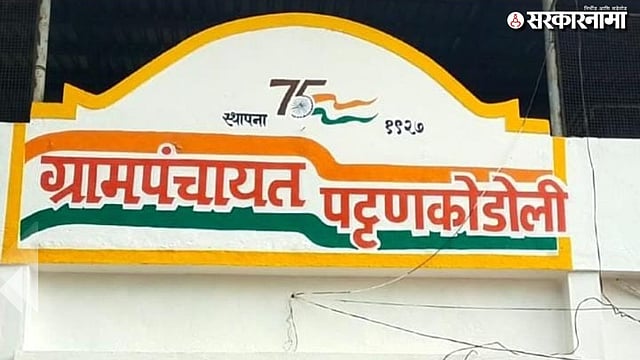 सरकारनामा
75
स्थापना १९२७
ग्रामपंचायत पट्टणकोडोली